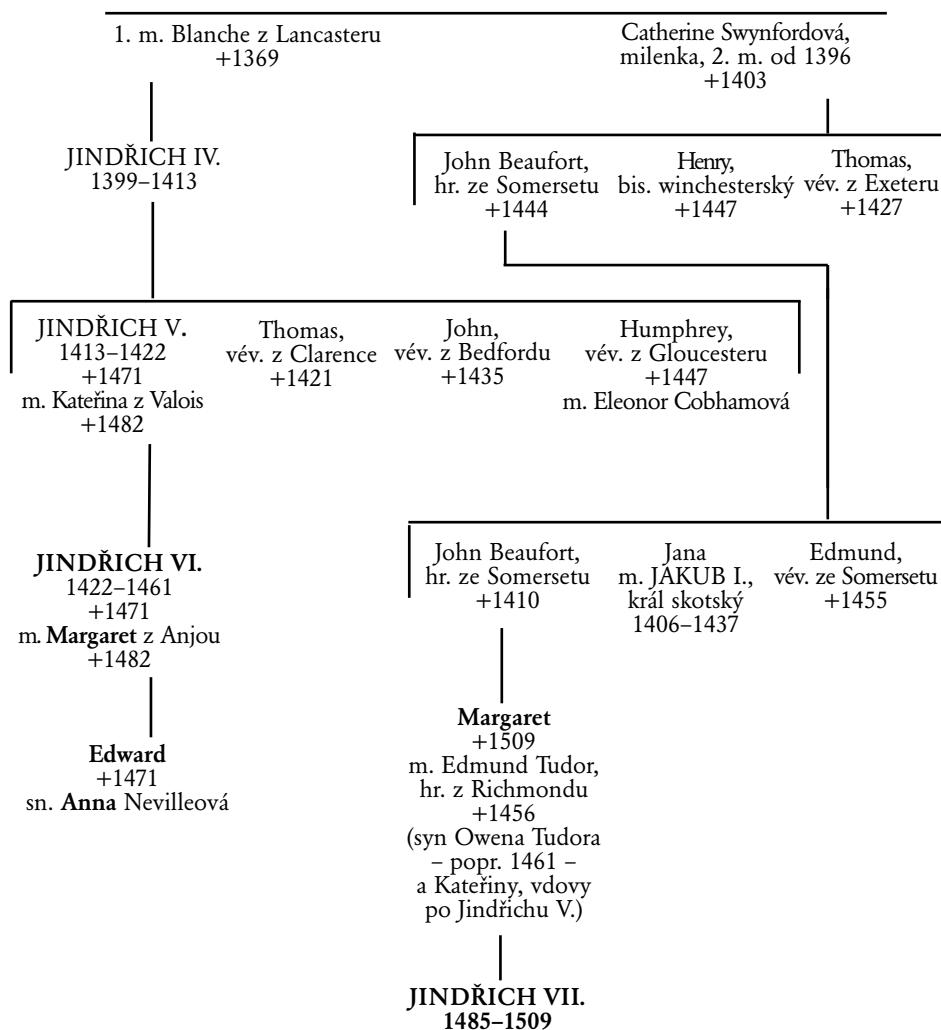 1. m. Blanche z Lancasteru
+1369
Catherine Swynfordová,
milenka, 2. m. od 1396
+1403
JINDŘICH IV.
1399–1413
John Beaufort,
hr. ze Somersetu
+1444
Henry,
bis. winchesterský
+1447
Thomas,
vév. z Exeteru
+1427
JINDŘICH V.
1413–1422
+1471
m. Kateřina z Valois
+1482
Thomas,
vév. z Clarence
+1421
John,
vév. z Bedfordu
+1435
Humphrey,
vév. z Gloucesteru
+1447
m. Eleonor Cobhamová
JINDŘICH VI.
1422–1461
+1471
m. Margaret z Anjou
+1482
John Beaufort,
hr. ze Somersetu
+1410
Jana
m. JAKUB I.,
král skotský
1406–1437
Edmund,
vév. ze Somersetu
+1455
Edward
+1471
sn. Anna Nevilleová
Margaret
+1509
m. Edmund Tudor,
hr. z Richmondu
+1456
(syn Owena Tudora
– popr. 1461 –
a Kateřiny, vdovy
po Jindřichu V.)
JINDŘICH VII.
1485–1509